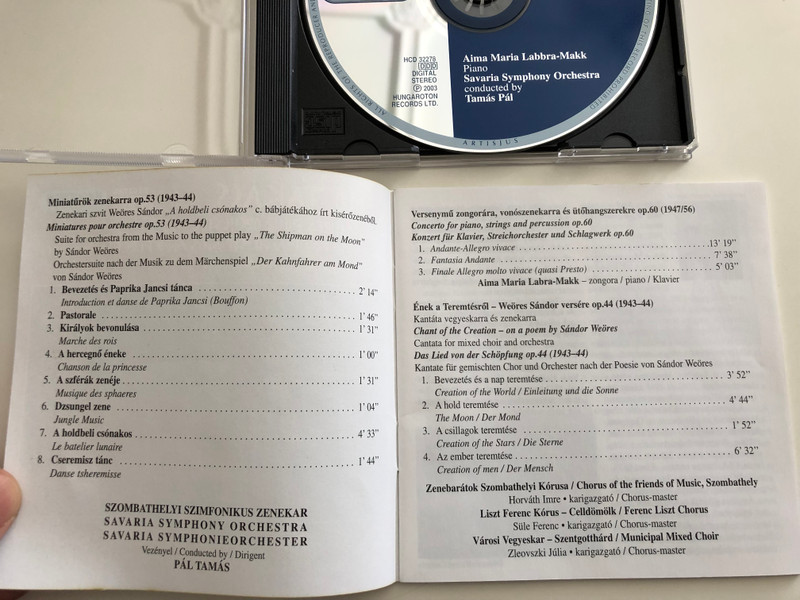 HCD 32278
DDD
DIGITAL
STEREO
Ⓟ 2003
HUNGAROTON
RECORDS LTD.
Aima Maria Labbra-Makk
Piano
Savaria Symphony Orchestra
conducted by
Tamás Pál
ARTISJUS
Miniatűrök zenekarra op.53 (1943–44)
Zenekari szvit Weöres Sándor „A holdbeli csónakos" c. bábjátékához írt kisérőzenéből.
Miniatures pour orchestre op.53 (1943–44)
Suite for orchestra from the Music to the puppet play „The Shipman on the Moon"
by Sándor Weöres
Orchestersuite nach der Musik zu dem Märchenspiel „Der Kahnfahrer am Mond"
von Sándor Weöres
1. Bevezetés és Paprika Jancsi tánca 2' 14"
Introduction et danse de Paprika Jancsi (Bouffon)
2. Pastorale 1' 46"
3. Királyok bevonulása 1' 31"
Marche des rois
4. A hercegnő éneke 1' 00"
Chanson de la princesse
5. A szférák zenéje 1' 31"
Musique des sphaeres
6. Dzsungel zene 1' 04"
Jungle Music
7. A holdbeli csónakos 4' 33"
Le batelier lunaire
8. Cseremisz tánc 1' 44"
Danse tsheremisse
SZOMBATHELYI SZIMFONIKUS ZENEKAR
SAVARIA SYMPHONY ORCHESTRA
SAVARIA SYMPHONIEORCHESTER
Vezényel / Conducted by / Dirigent
PÁL TAMÁS
Versenymű zongorára, vonószenekarra és ütőhangszerekre op.60 (1947/56)
Concerto for piano, strings and percussion op.60
Konzert für Klavier, Streichorchester und Schlagwerk op.60
1. Andante-Allegro vivace 13' 19"
2. Fantasia Andante 7' 38"
3. Finale Allegro molto vivace (quasi Presto) 5' 03"
Aima Maria Labra-Makk – zongora / piano / Klavier
Ének a Teremtésről – Weöres Sándor versére op.44 (1943–44)
Kantáta vegyeskarra és zenekarra
Chant of the Creation – on a poem by Sándor Weöres
Cantata for mixed choir and orchestra
Das Lied von der Schöpfung op.44 (1943–44)
Kantate für gemischten Chor und Orchester nach der Poesie von Sándor Weöres
1. Bevezetés és a nap teremtése 3' 52"
Creation of the World / Einleitung und die Sonne
2. A hold teremtése 4' 44"
The Moon / Der Mond
3. A csillagok teremtése 1' 52"
Creation of the Stars / Die Sterne
4. Az ember teremtése 6' 32"
Creation of men / Der Mensch
Zenebarátok Szombathelyi Kórusa / Chorus of the friends of Music, Szombathely
Horváth Imre • karigazgató / Chorus-master
Liszt Ferenc Kórus – Celldömölk / Ferenc Liszt Chorus
Süle Ferenc • karigazgató / Chorus-master
Városi Vegyeskar – Szentgotthárd / Municipal Mixed Choir
Zleovszki Júlia • karigazgató / Chorus-master